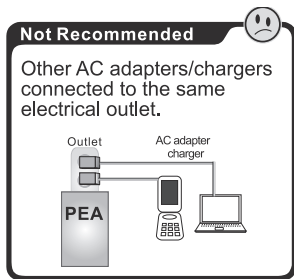 Not Recommended
Other AC adapters/chargers
connected to the same
electrical outlet.
Outlet
AC adapter
charger
PEA